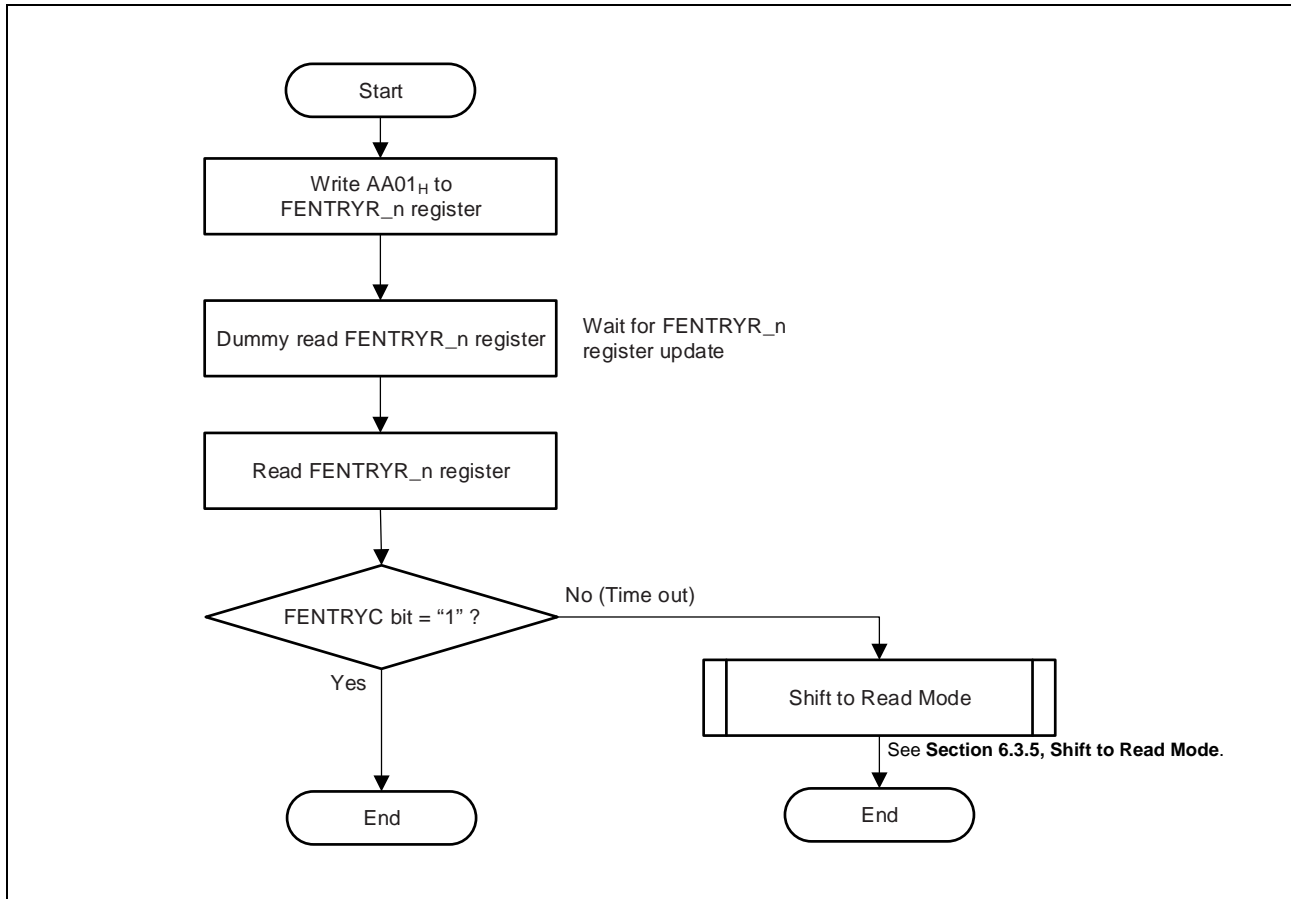 Start
Write AA01H to
FENTRYR_n register
Dummy read FENTRYR_n register
Wait for FENTRYR_n
register update
Read FENTRYR_n register
FENTRYC bit = “1” ?
No (Time out)
Yes
Shift to Read Mode
See Section 6.3.5, Shift to Read Mode.
End
End